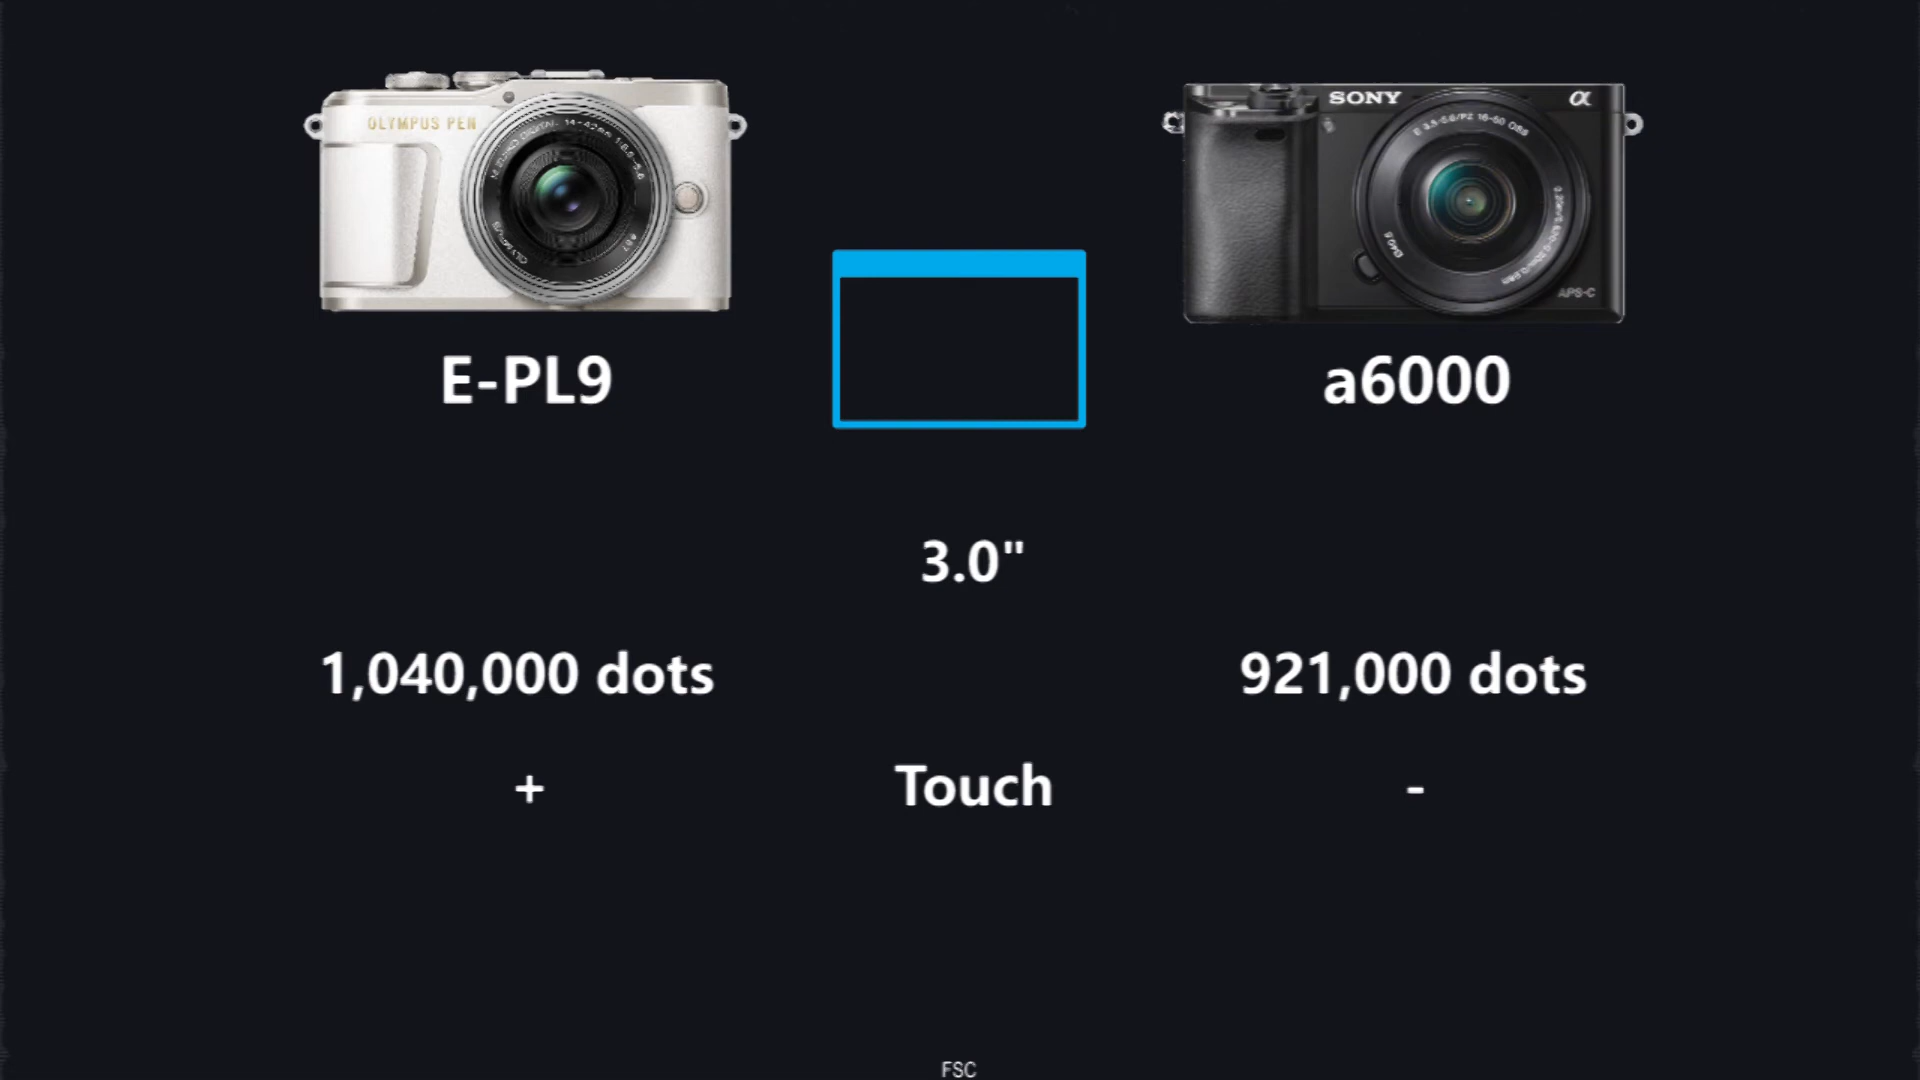 OLYMPUS PEN
SONY
α
APS-C
E-PL9
a6000
3.0"
1,040,000 dots
921,000 dots
+
Touch
-
FSC